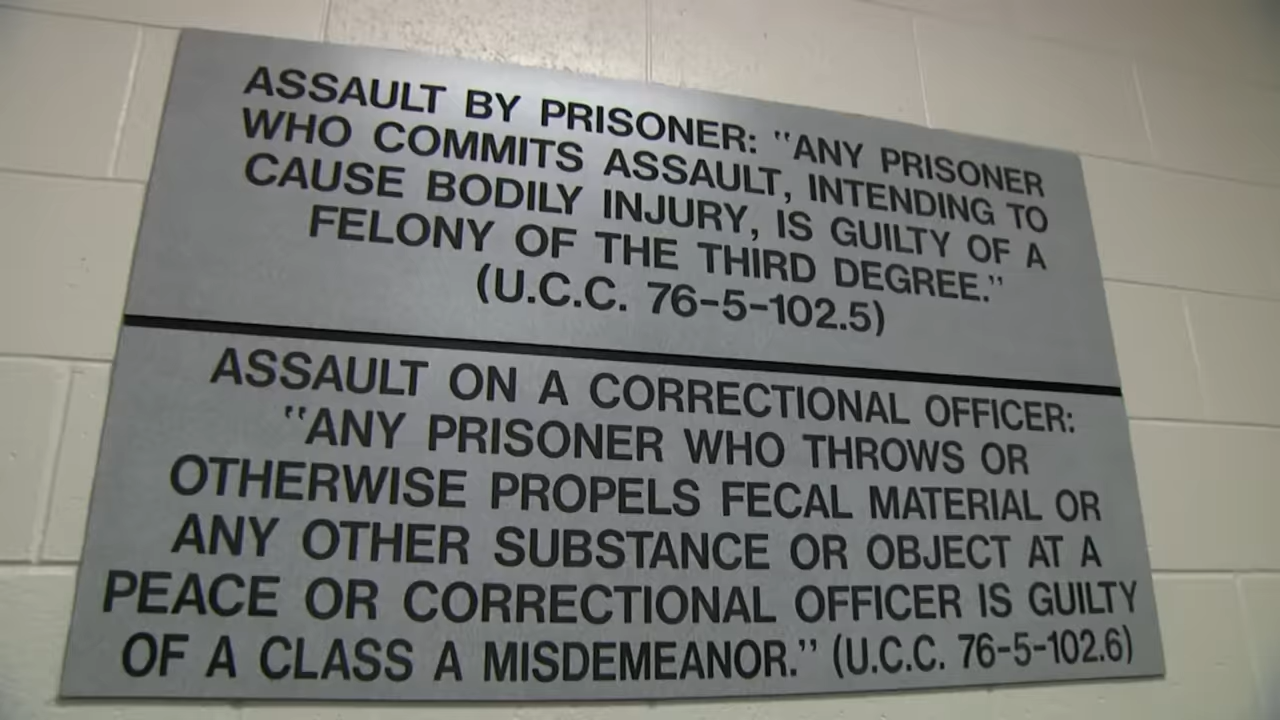 ASSAULT BY PRISONER: "ANY PRISONER
WHO COMMITS ASSAULT, INTENDING TO
CAUSE BODILY INJURY, IS GUILTY OF A
FELONY OF THE THIRD DEGREE."
(U.C.C. 76-5-102.5)
ASSAULT ON A CORRECTIONAL OFFICER:
"ANY PRISONER WHO THROWS OR
OTHERWISE PROPELS FECAL MATERIAL OR
ANY OTHER SUBSTANCE OR OBJECT AT A
PEACE OR CORRECTIONAL OFFICER IS GUILTY
OF A CLASS A MISDEMEANOR." (U.C.C. 76-5-102.6)